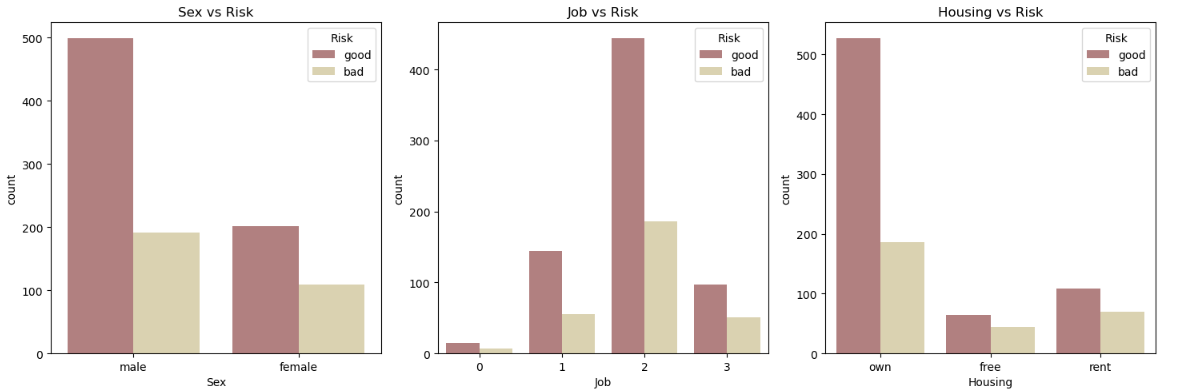 Sex vs Risk
500
400
300
200
100
0
count
male
female
Sex
Risk
good
bad
Job vs Risk
400
300
200
100
0
count
0
1
2
3
Job
Risk
good
bad
Housing vs Risk
500
400
300
200
100
0
count
own
free
rent
Housing
Risk
good
bad